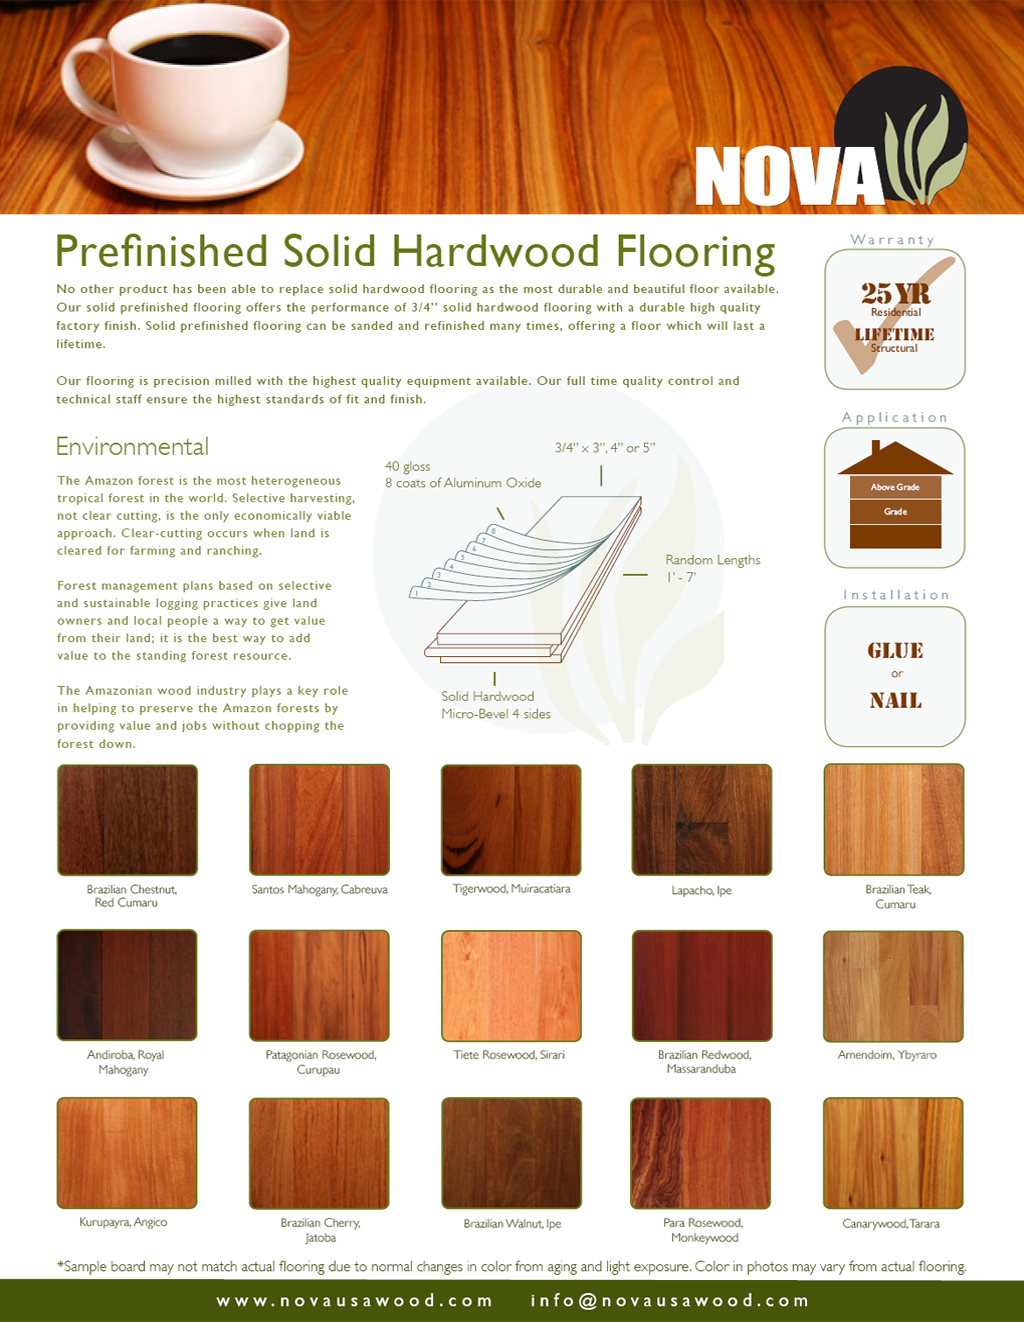 NOVA
Prefinished Solid Hardwood Flooring
No other product has been able to replace solid hardwood flooring as the most durable and beautiful floor available.
Our solid prefinished flooring offers the performance of 3/4'' solid hardwood flooring with a durable high quality
factory finish. Solid prefinished flooring can be sanded and refinished many times, offering a floor which will last a
lifetime.
Our flooring is precision milled with the highest quality equipment available. Our full time quality control and
technical staff ensure the highest standards of fit and finish.
Warranty
25 YR
Residential
LIFETIME
Structural
Application
Above Grade
Grade
Installation
GLUE
or
NAIL
Environmental
The Amazon forest is the most heterogeneous
tropical forest in the world. Selective harvesting,
not clear cutting, is the only economically viable
approach. Clear-cutting occurs when land is
cleared for farming and ranching.
Forest management plans based on selective
and sustainable logging practices give land
owners and local people a way to get value
from their land; it is the best way to add
value to the standing forest resource.
The Amazonian wood industry plays a key role
in helping to preserve the Amazon forests by
providing value and jobs without chopping the
forest down.
3/4'' x 3'', 4'' or 5''
40 gloss
8 coats of Aluminum Oxide
8
7
6
5
4
3
2
1
Random Lengths
1' - 7'
Solid Hardwood
Micro-Bevel 4 sides
Brazilian Chestnut,
Red Cumaru
Santos Mahogany, Cabreuva
Tigerwood, Muiracatiara
Lapacho, Ipe
Brazilian Teak,
Cumaru
Andiroba, Royal
Mahogany
Patagonian Rosewood,
Curupau
Tiete Rosewood, Sirari
Brazilian Redwood,
Massaranduba
Amendoim, Ybyraro
Kurupayra, Angico
Brazilian Cherry,
Jatoba
Brazilian Walnut, Ipe
Para Rosewood,
Monkeywood
Canarywood, Tarara
*Sample board may not match actual flooring due to normal changes in color from aging and light exposure. Color in photos may vary from actual flooring.
www.novausawood.com info@novausawood.com